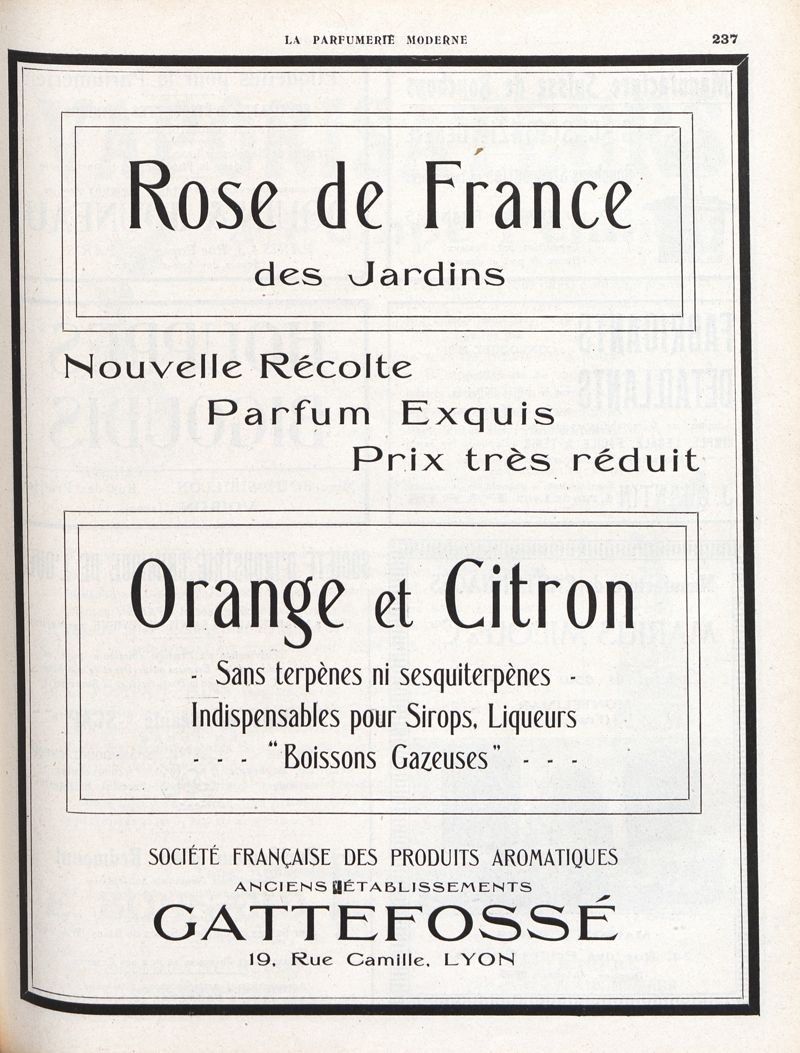 LA PARFUMERIE MODERNE
237
Rose de France
des Jardins
Nouvelle Récolte
Parfum Exquis
Prix très réduit
Orange et Citron
- Sans terpènes ni sesquiterpènes -
Indispensables pour Sirops, Liqueurs
- - - “Boissons Gazeuses” - - -
SOCIÉTÉ FRANÇAISE DES PRODUITS AROMATIQUES
ANCIENS ÉTABLISSEMENTS
GATTEFOSSÉ
19, Rue Camille, LYON